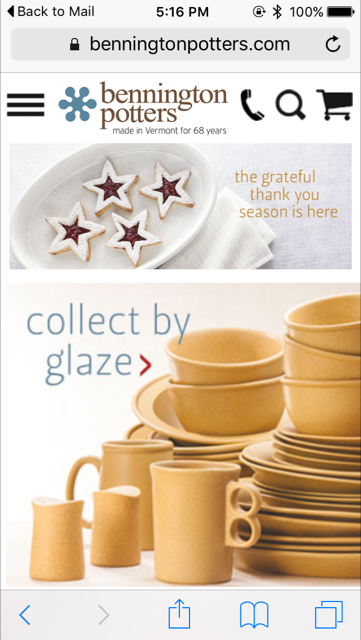 Back to Mail 5:16 PM 100%
benningtonpotters.com
bennington
potters
made in Vermont for 68 years
the grateful
thank you
season is here
collect by
glaze>